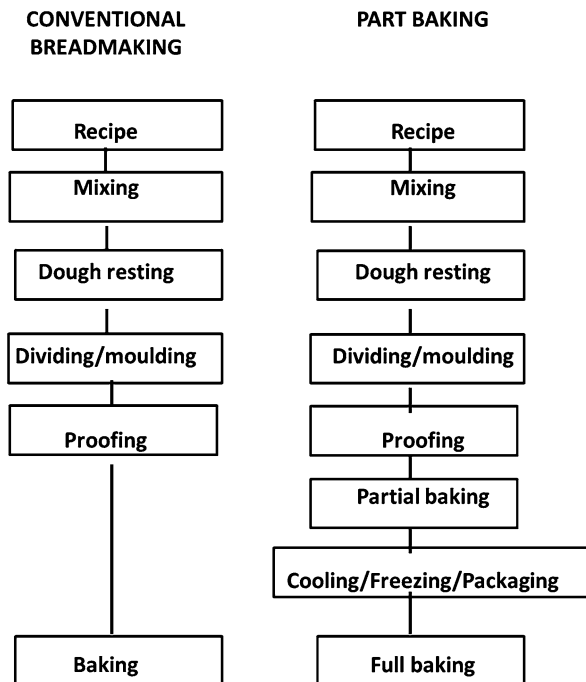 CONVENTIONAL
BREADMAKING
Recipe
Mixing
Dough resting
Dividing/moulding
Proofing
Baking
PART BAKING
Recipe
Mixing
Dough resting
Dividing/moulding
Proofing
Partial baking
Cooling/Freezing/Packaging
Full baking